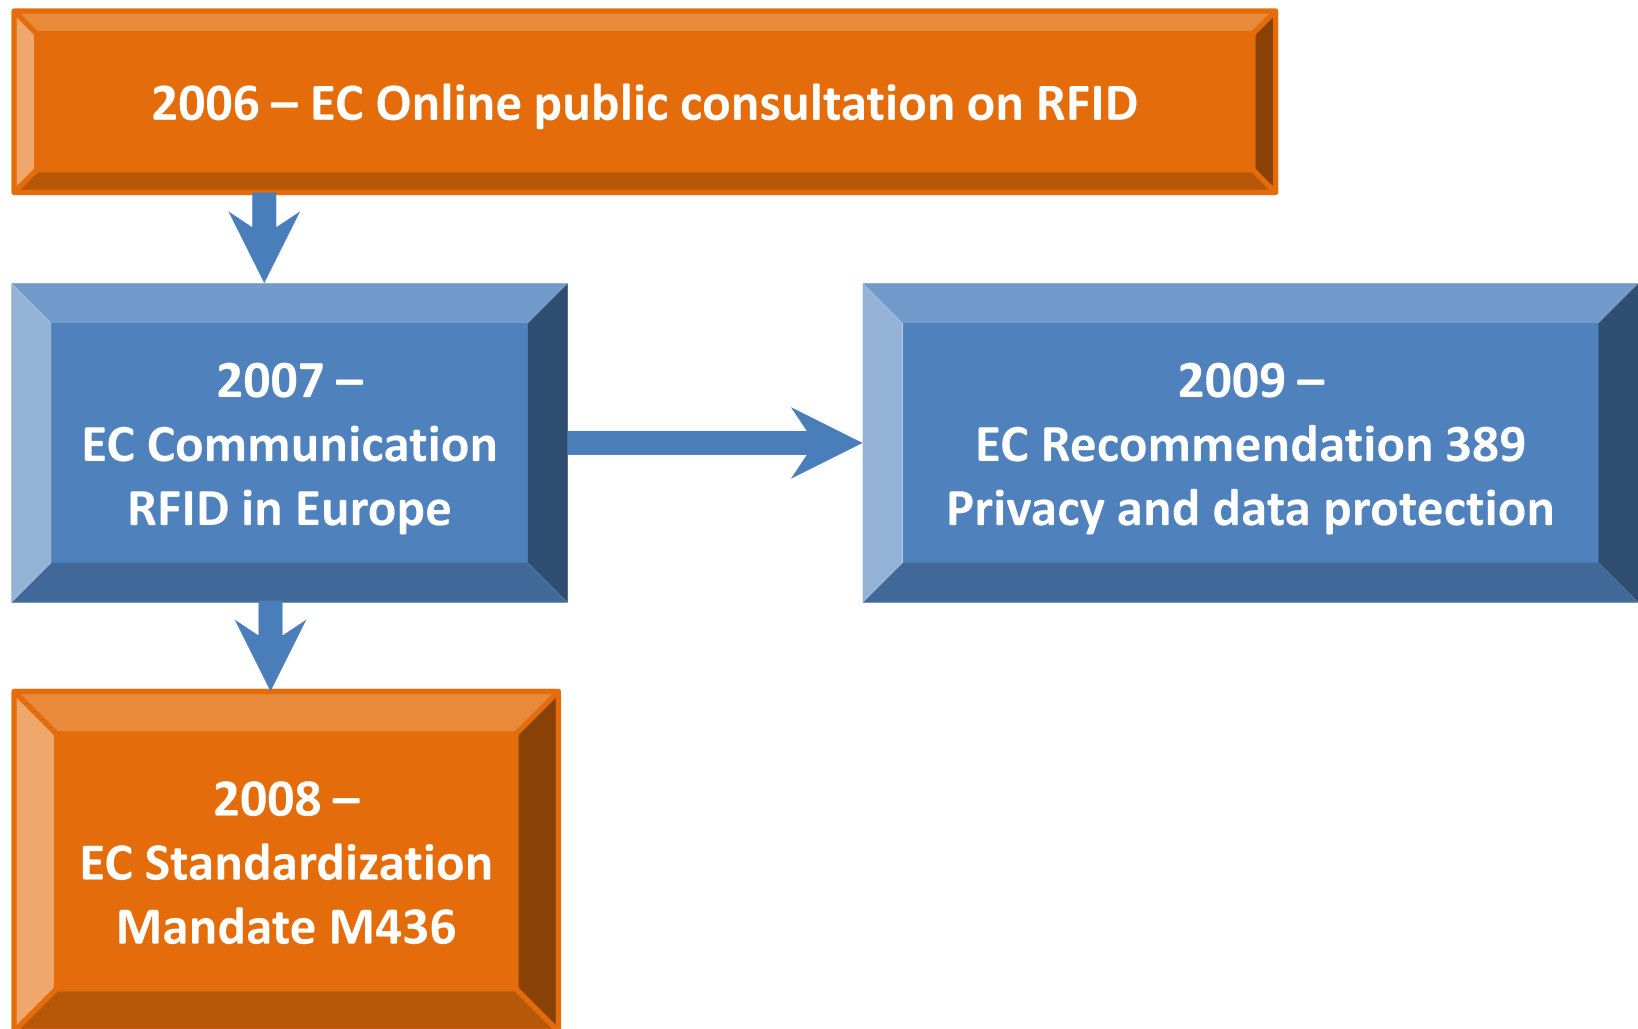 2006 – EC Online public consultation on RFID
2007 –
EC Communication
RFID in Europe
2009 –
EC Recommendation 389
Privacy and data protection
2008 –
EC Standardization
Mandate M436